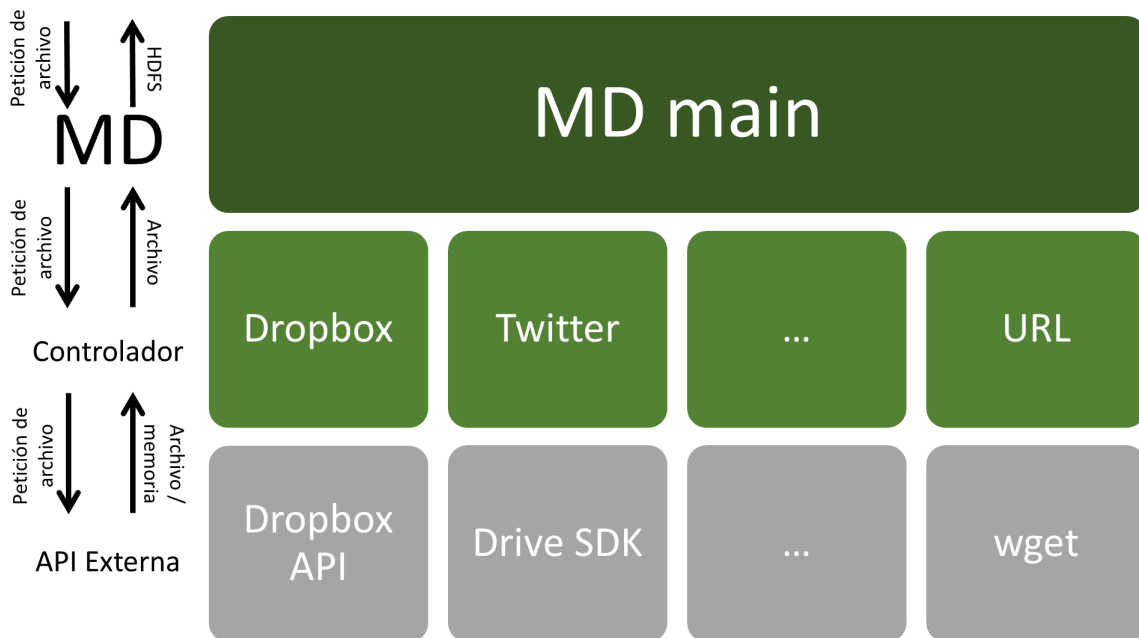 Petición de
archivo
HDFS
MD
MD main
Petición de
archivo
Archivo
Controlador
Dropbox
Twitter
...
URL
Petición de
archivo
Archivo /
memoria
API Externa
Dropbox
API
Drive SDK
...
wget